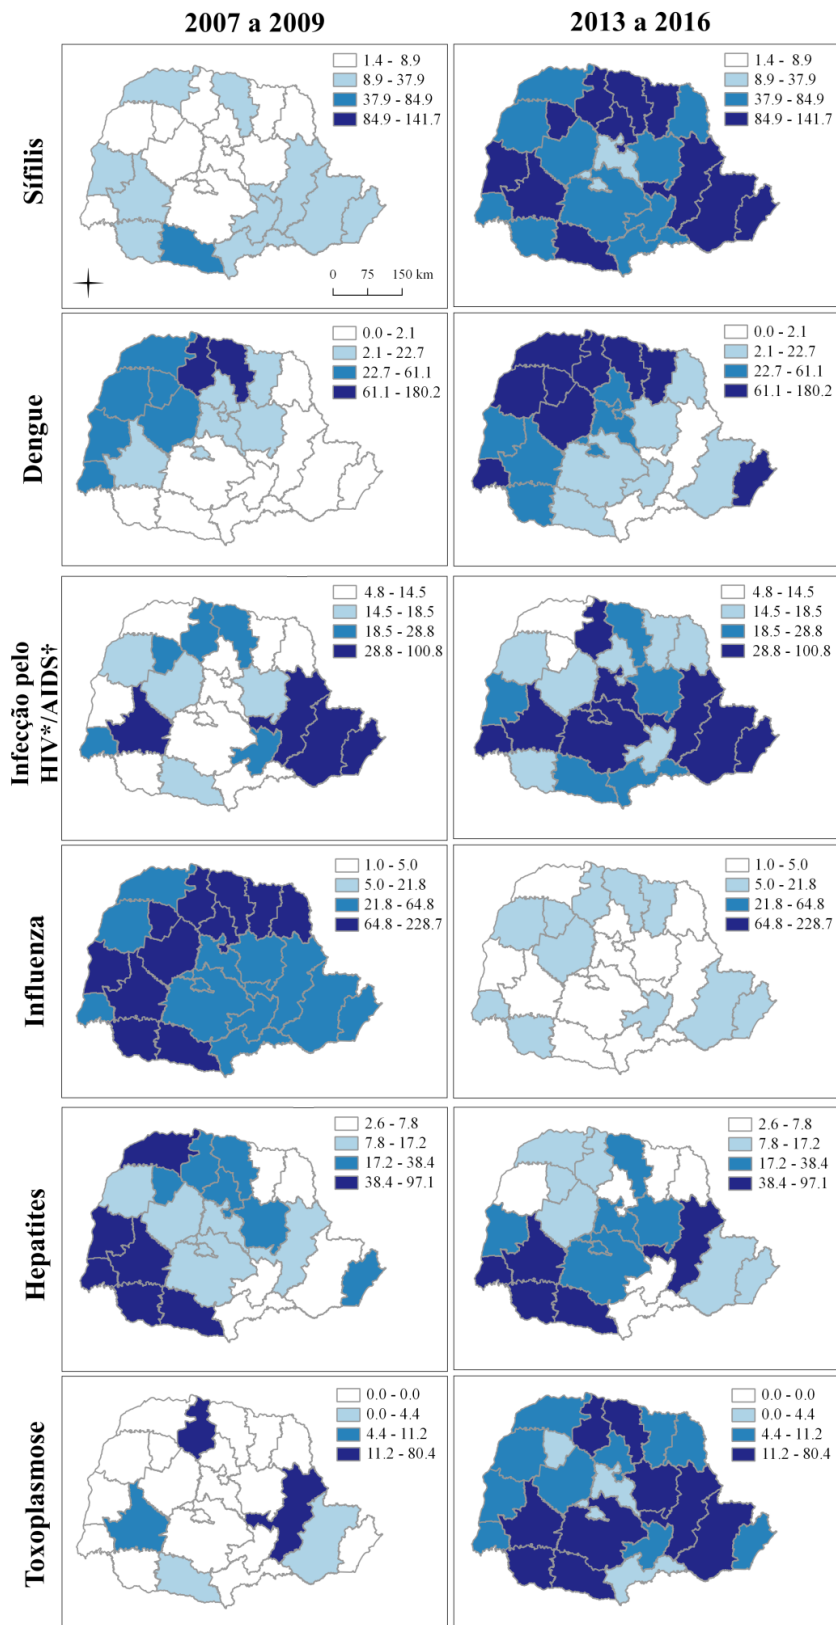 2007 a 2009
2013 a 2016
Sífilis
1.4 - 8.9
8.9 - 37.9
37.9 - 84.9
84.9 - 141.7
0 75 150 km
1.4 - 8.9
8.9 - 37.9
37.9 - 84.9
84.9 - 141.7
Dengue
0.0 - 2.1
2.1 - 22.7
22.7 - 61.1
61.1 - 180.2
0.0 - 2.1
2.1 - 22.7
22.7 - 61.1
61.1 - 180.2
Infecção pelo
HIV*/AIDS†
4.8 - 14.5
14.5 - 18.5
18.5 - 28.8
28.8 - 100.8
4.8 - 14.5
14.5 - 18.5
18.5 - 28.8
28.8 - 100.8
Influenza
1.0 - 5.0
5.0 - 21.8
21.8 - 64.8
64.8 - 228.7
1.0 - 5.0
5.0 - 21.8
21.8 - 64.8
64.8 - 228.7
Hepatites
2.6 - 7.8
7.8 - 17.2
17.2 - 38.4
38.4 - 97.1
2.6 - 7.8
7.8 - 17.2
17.2 - 38.4
38.4 - 97.1
Toxoplasmose
0.0 - 0.0
0.0 - 4.4
4.4 - 11.2
11.2 - 80.4
0.0 - 0.0
0.0 - 4.4
4.4 - 11.2
11.2 - 80.4